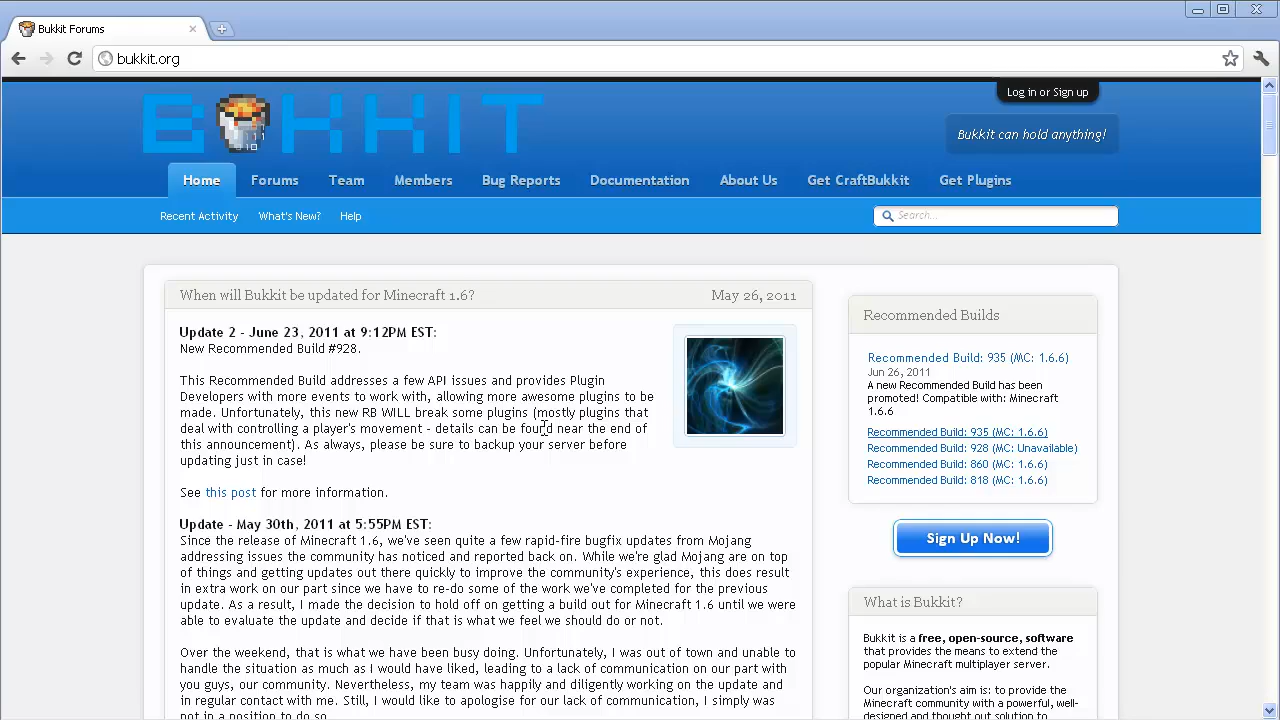 Bukkit Forums
bukkit.org
Log in or Sign up
BUKKIT
Bukkit can hold anything!
Home Forums Team Members Bug Reports Documentation About Us Get CraftBukkit Get Plugins
Recent Activity What's New? Help
Search...
When will Bukkit be updated for Minecraft 1.6? May 26, 2011
Update 2 - June 23, 2011 at 9:12PM EST:
New Recommended Build #928.
This Recommended Build addresses a few API issues and provides Plugin
Developers with more events to work with, allowing more awesome plugins to be
made. Unfortunately, this new RB WILL break some plugins (mostly plugins that
deal with controlling a player's movement - details can be found near the end of
this announcement). As always, please be sure to backup your server before
updating just in case!
See this post for more information.
Update - May 30th, 2011 at 5:55PM EST:
Since the release of Minecraft 1.6, we've seen quite a few rapid-fire bugfix updates from Mojang
addressing issues the community has noticed and reported back on. While we're glad Mojang are on top
of things and getting updates out there quickly to improve the community's experience, this does result
in extra work on our part since we have to re-do some of the work we've completed for the previous
update. As a result, I made the decision to hold off on getting a build out for Minecraft 1.6 until we were
able to evaluate the update and decide if that is what we feel we should do or not.
Over the weekend, that is what we have been busy doing. Unfortunately, I was out of town and unable to
handle the situation as much as I would have liked, leading to a lack of communication on our part with
you guys, our community. Nevertheless, my team was happily and diligently working on the update and
in regular contact with me. Still, I would like to apologise for our lack of communication, I simply was
not in a position to do so.
Recommended Builds
Recommended Build: 935 (MC: 1.6.6)
Jun 26, 2011
A new Recommended Build has been
promoted! Compatible with: Minecraft
1.6.6
Recommended Build: 935 (MC: 1.6.6)
Recommended Build: 928 (MC: Unavailable)
Recommended Build: 860 (MC: 1.6.6)
Recommended Build: 818 (MC: 1.6.6)
Sign Up Now!
What is Bukkit?
Bukkit is a free, open-source, software
that provides the means to extend the
popular Minecraft multiplayer server.
Our organization's aim is: to provide the
Minecraft community with a powerful, well-
designed and thought out solution to